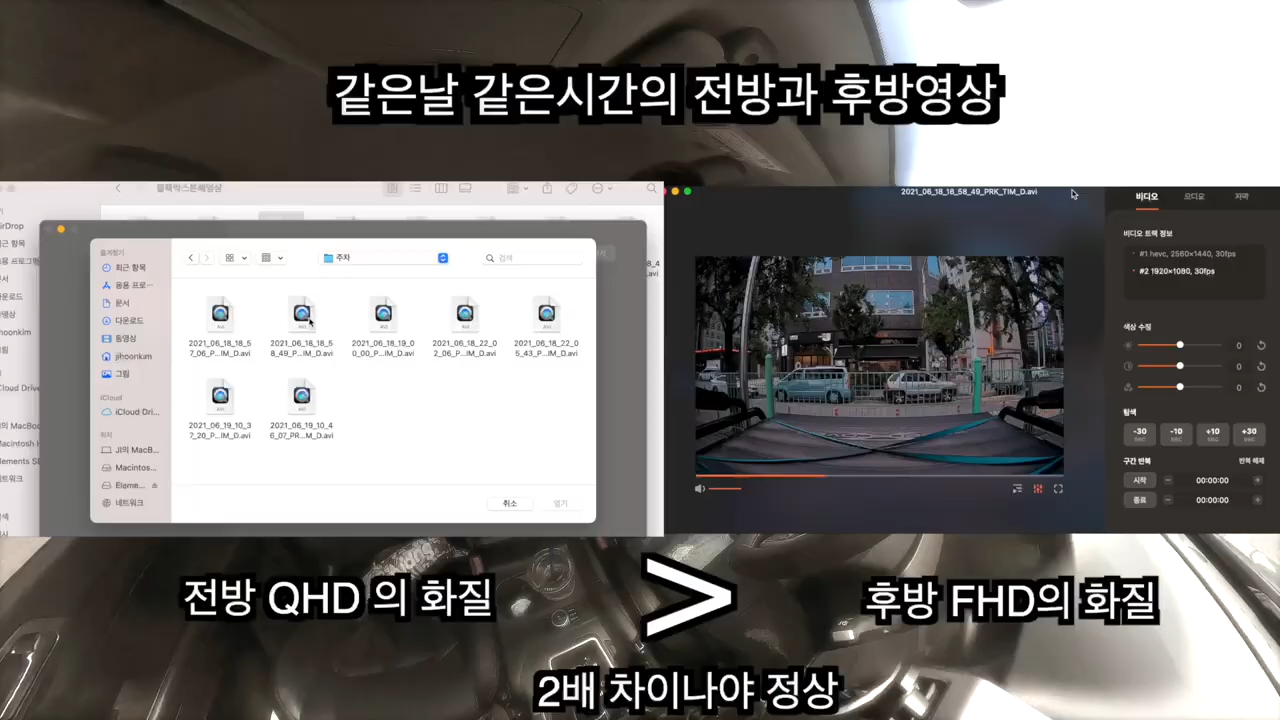 같은날 같은시간의 전방과 후방영상
블랙박스튠해영상
즐겨찾기
최근 항목
응용 프로…
문서
다운로드
동영상
jihoonkim
그림
iCloud
iCloud Dri...
위치
JI의 MacB...
Macintos...
Eleme...
네트워크
주차
검색
2021_06_18_18_5
7_06_P...IM_D.avi
2021_06_18_18_5
8_49_P...IM_D.avi
2021_06_18_19_0
0_00_P...IM_D.avi
2021_06_18_22_0
2_06_P...IM_D.avi
2021_06_18_22_0
5_43_P...IM_D.avi
2021_06_19_10_3
7_20_P...IM_D.avi
2021_06_19_10_4
6_07_PR...M_D.avi
취소
열기
2021_06_18_18_58_49_PRK_TIM_D.avi
비디오
오디오
자막
비디오 트랙 정보
#1 hevc, 2560×1440, 30fps
#2 1920×1080, 30fps
색상 수정
0
0
0
탐색
-30 SEC
-10 SEC
+10 SEC
+30 SEC
구간 반복
반복 해제
시작
00:00:00
종료
00:00:00
전방 QHD 의 화질
>
후방 FHD의 화질
2배 차이나야 정상